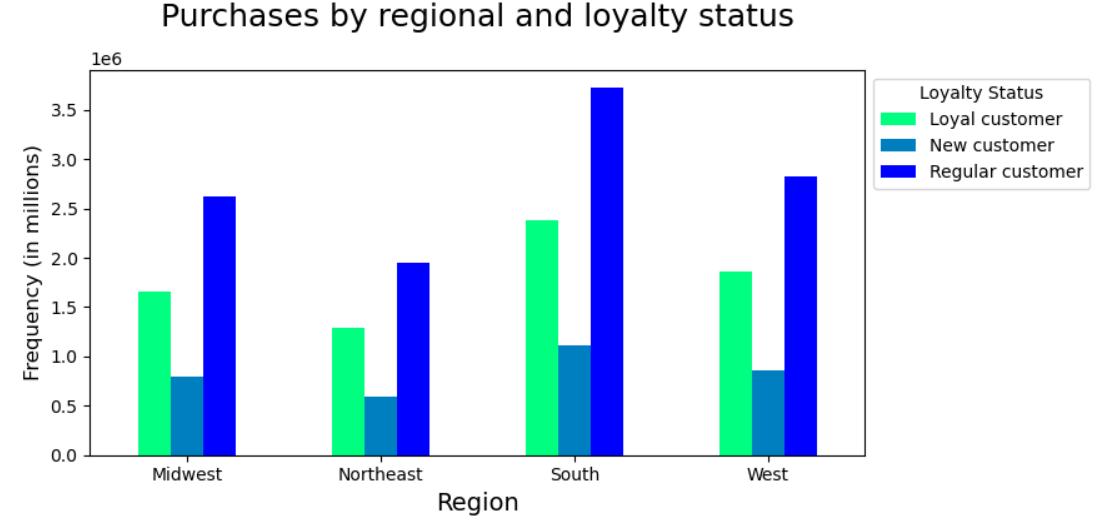 Purchases by regional and loyalty status
1e6
Frequency (in millions)
3.5
3.0
2.5
2.0
1.5
1.0
0.5
0.0
Midwest Northeast South West
Region
Loyalty Status
Loyal customer
New customer
Regular customer